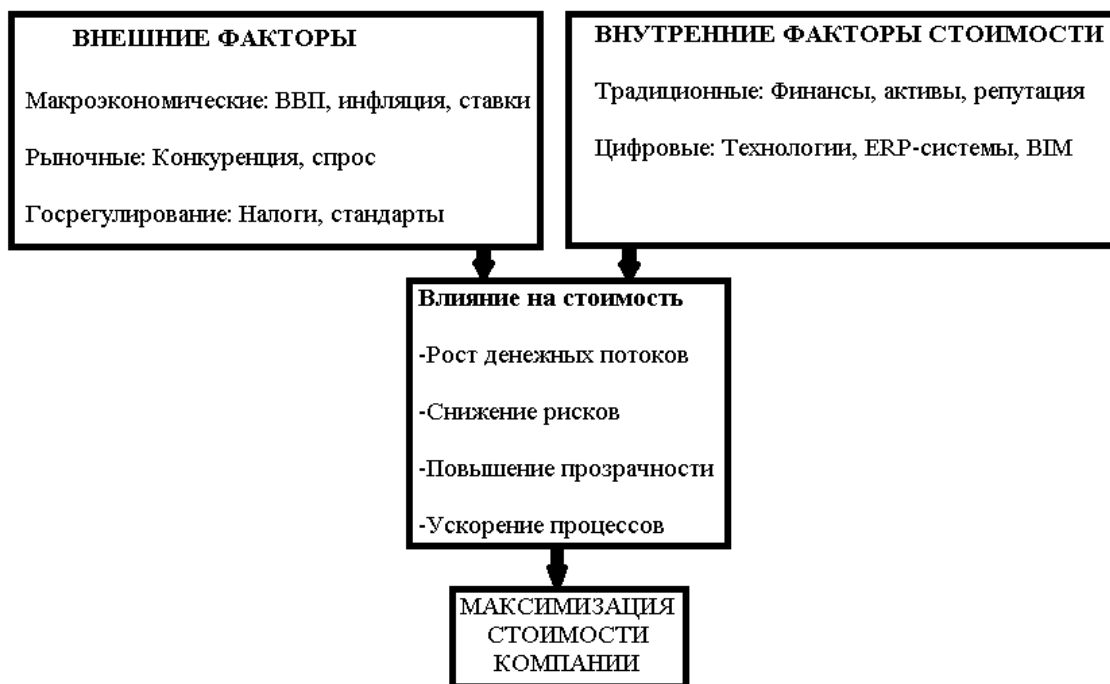 ВНЕШНИЕ ФАКТОРЫ
Макроэкономические: ВВП, инфляция, ставки
Рыночные: Конкуренция, спрос
Госрегулирование: Налоги, стандарты
ВНУТРЕННИЕ ФАКТОРЫ СТОИМОСТИ
Традиционные: Финансы, активы, репутация
Цифровые: Технологии, ERP-системы, BIM
Влияние на стоимость
-Рост денежных потоков
-Снижение рисков
-Повышение прозрачности
-Ускорение процессов
МАКСИМИЗАЦИЯ
СТОИМОСТИ
КОМПАНИИ